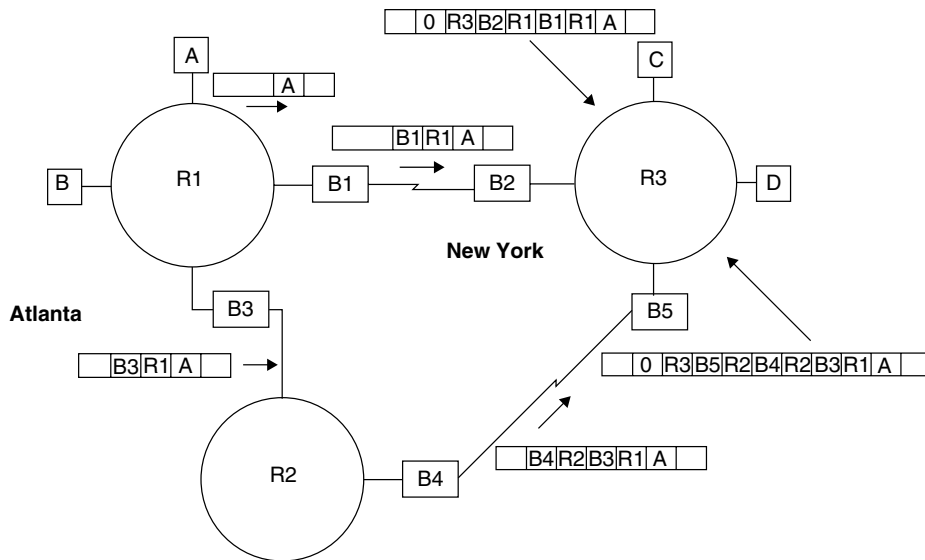 0 R3 B2 R1 B1 R1 A
A
A
C
B1 R1 A
B
R1
B1
B2
R3
D
New York
Atlanta
B3
B5
B3 R1 A
0 R3 B5 R2 B4 R2 B3 R1 A
R2
B4
B4 R2 B3 R1 A